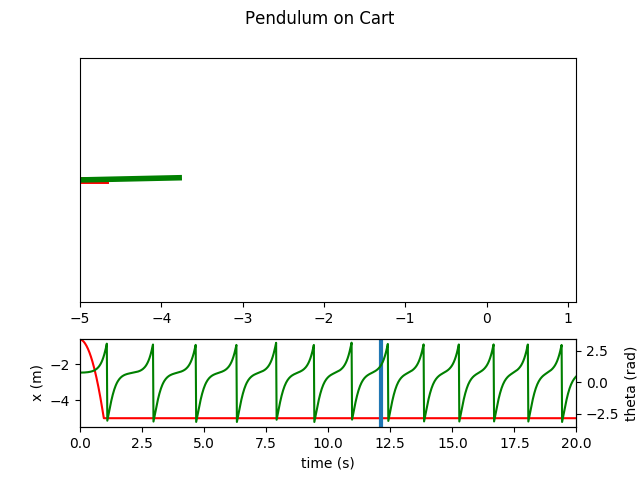 Pendulum on Cart
−5 −4 −3 −2 −1 0 1
x (m)
−2
−4
2.5
0.0
−2.5
theta (rad)
0.0 2.5 5.0 7.5 10.0 12.5 15.0 17.5 20.0
time (s)